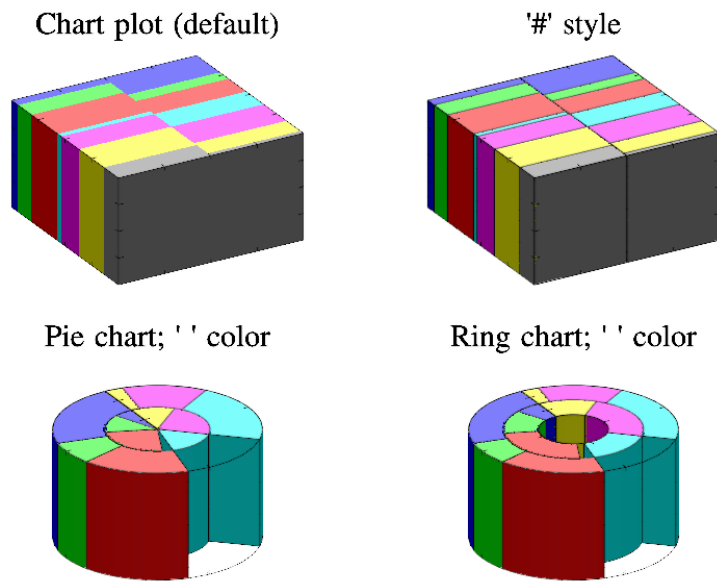 Chart plot (default)
'#' style
Pie chart; ' ' color
Ring chart; ' ' color